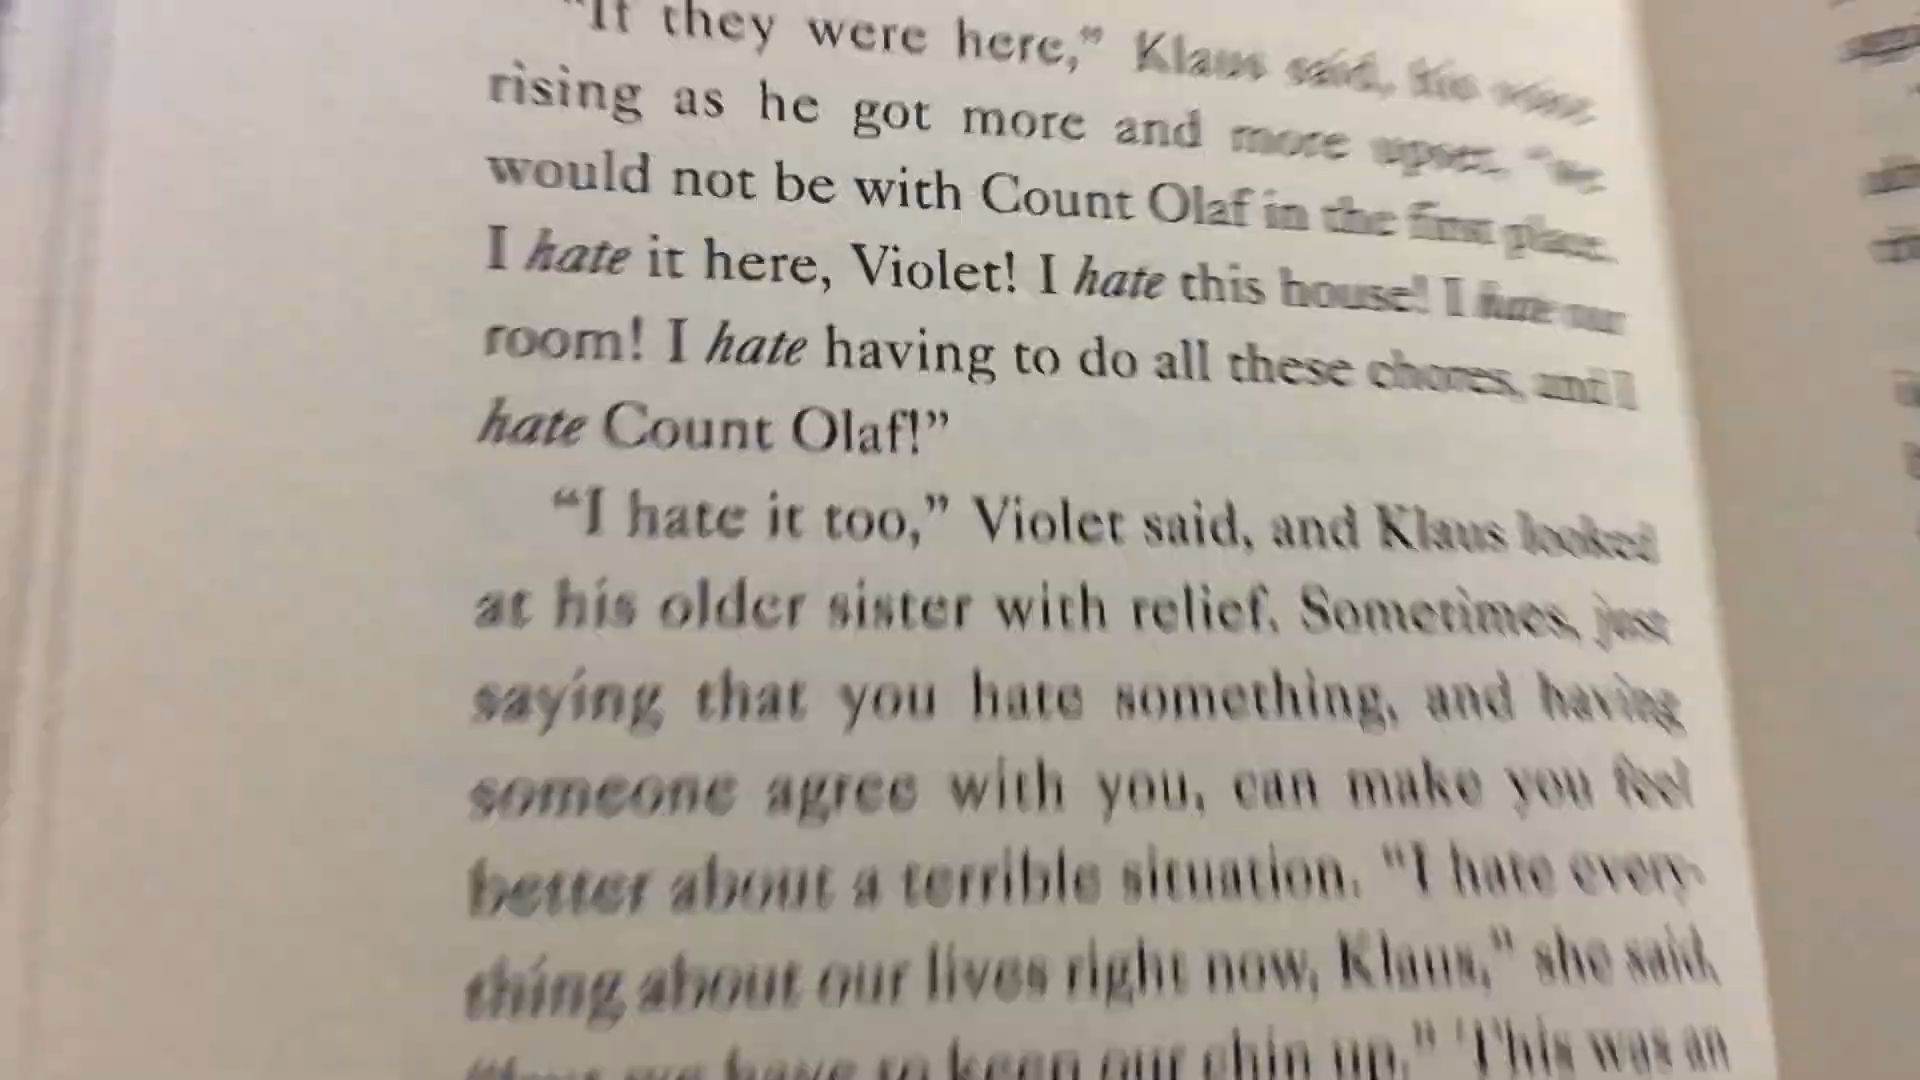 "If they were here," Klaus said, his voice
rising as he got more and more upset, "we
would not be with Count Olaf in the first place.
I hate it here, Violet! I hate this house! I hate our
room! I hate having to do all these chores, and I
hate Count Olaf!"
"I hate it too," Violet said, and Klaus looked
at his older sister with relief. Sometimes, just
saying that you hate something, and having
someone agree with you, can make you feel
better about a terrible situation. "I hate every-
thing about our lives right now, Klaus," she said,
"but we have to keep our chin up." This was an